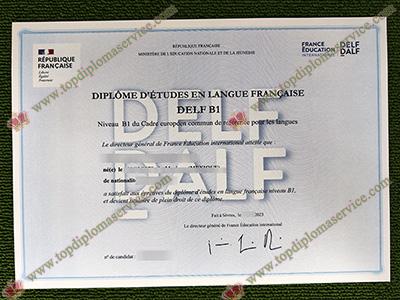 RÉPUBLIQUE FRANÇAISE
MINISTÈRE DE L'ÉDUCATION NATIONALE ET DE LA JEUNESSE
RÉPUBLIQUE
FRANÇAISE
Liberté
Égalité
Fraternité
FRANCE
ÉDUCATION
INTERNATIONAL
DELF
DALF
DIPLÔME D'ÉTUDES EN LANGUE FRANÇAISE
DELF B1
Niveau B1 du Cadre européen commun de référence pour les langues
Le directeur général de France Éducation international atteste que :
né(e) le
(MEXIQUE)
de nationalité
a satisfait aux épreuves du diplôme d'études en langue française niveau B1,
et devient titulaire de plein droit de ce diplôme.
Fait à Sèvres, le 2023
Le directeur général de France Éducation international
n° de candidat :
DELF
DALF
www.topdiplomaservice.com
www.topdiplomaservice.com
www.topdiplomaservice.com
www.topdiplomaservice.com